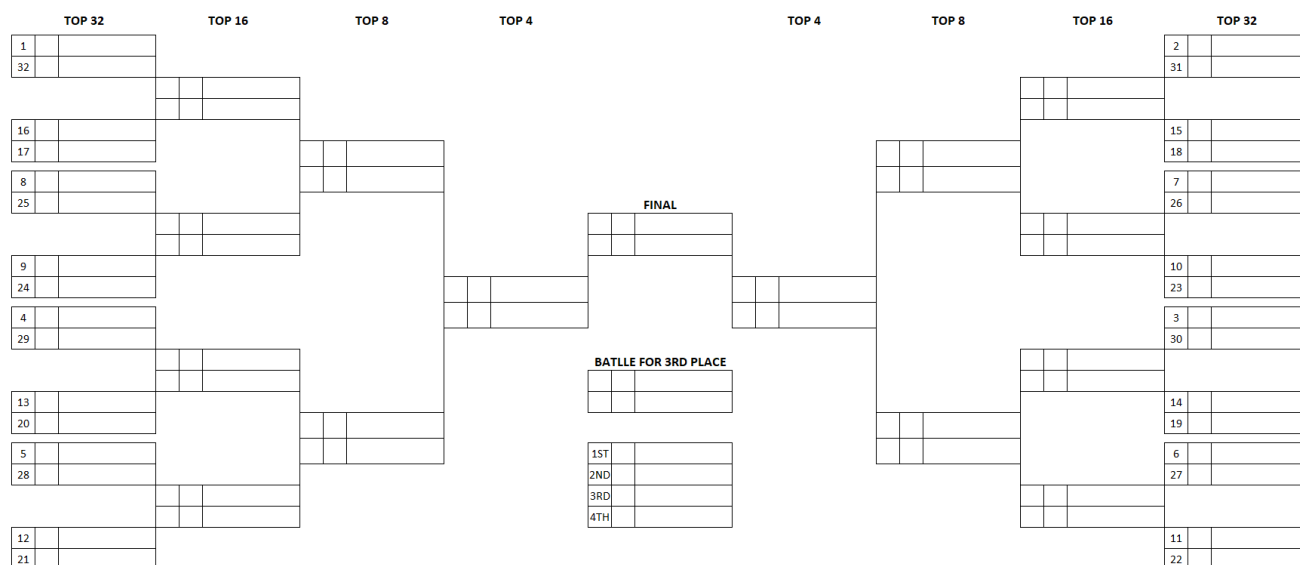 TOP 32 TOP 16 TOP 8 TOP 4 TOP 4 TOP 8 TOP 16 TOP 32
1 2
32 31
16 15
17 18
8 7
25 26
FINAL
9 10
24 23
4 3
29 30
BATLLE FOR 3RD PLACE
13 14
20 19
5 1ST 6
28 2ND 27
3RD
4TH
12 11
21 22